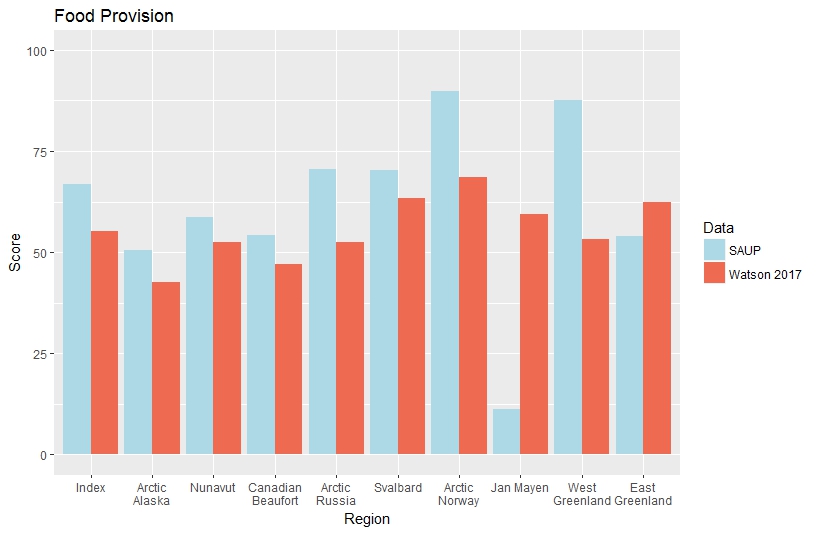 Food Provision
100
75
50
25
0
Score
Index
Arctic
Alaska
Nunavut
Canadian
Beaufort
Arctic
Russia
Svalbard
Arctic
Norway
Jan Mayen
West
Greenland
East
Greenland
Region
Data
SAUP
Watson 2017